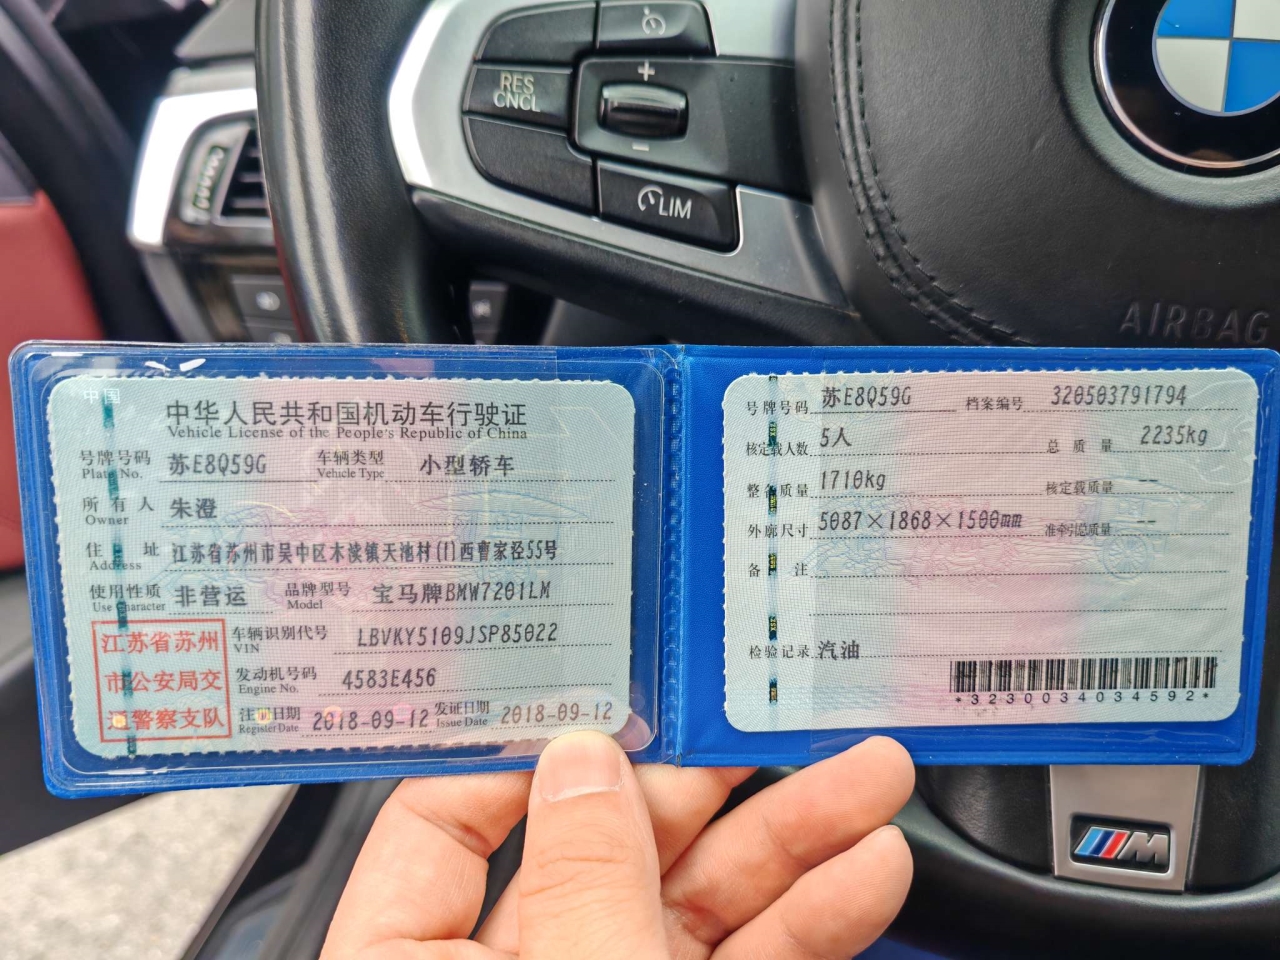 RES
CNCL
+
−
LIM
AIRBAG
中国
中华人民共和国机动车行驶证
Vehicle License of the People's Republic of China
号牌号码 苏E8Q59G 车辆类型 小型轿车
Plate No. Vehicle Type
所有人 朱澄
Owner
住址 江苏省苏州市吴中区木渎镇天池村(1)西曹家径55号
Address
使用性质 非营运 品牌型号 宝马牌BMW7201LM
Use Character Model
江苏省苏州
市公安局交
通警察支队
车辆识别代号 LBVKY5109JSP85022
VIN
发动机号码 4583E456
Engine No.
注册日期 2018-09-12 发证日期 2018-09-12
Register Date Issue Date
号牌号码 苏E8Q59G 档案编号 320503791794
核定载人数 5人 总质量 2235kg
整备质量 1710kg 核定载质量 --
外廓尺寸 5087×1868×1500mm 准牵引总质量 --
备注
检验记录 汽油
*3230034034592*
M